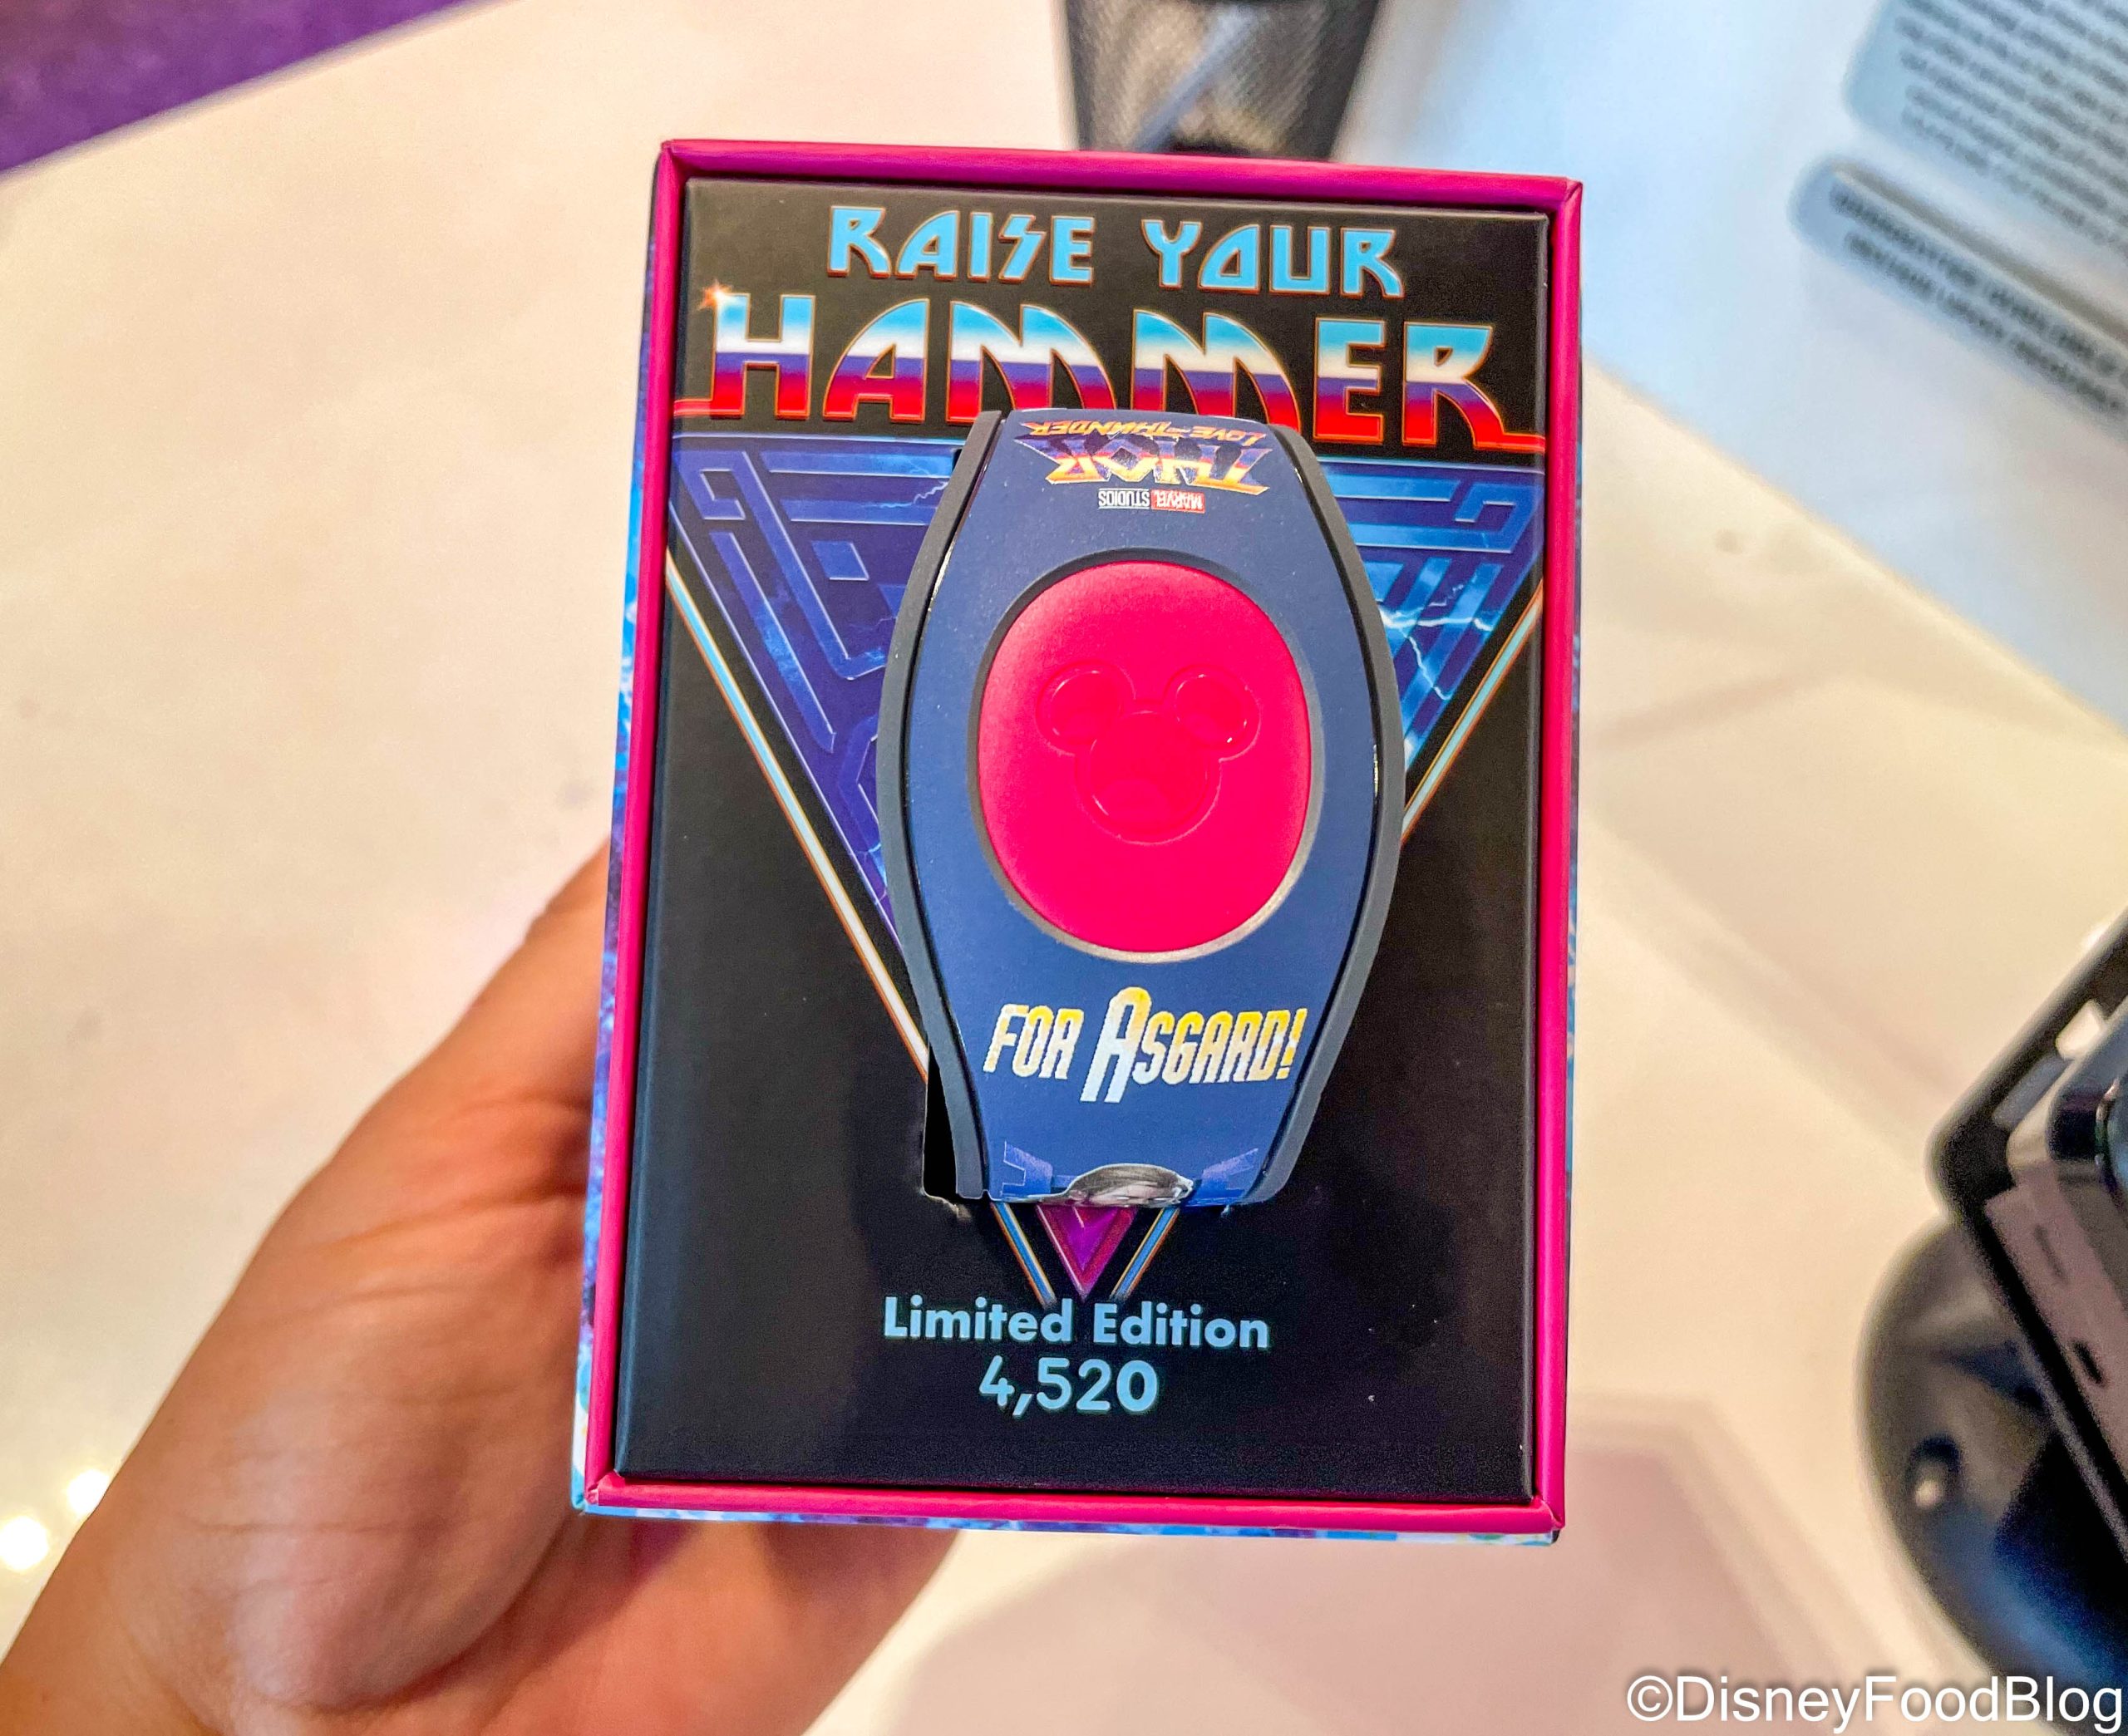 RAISE YOUR
HAMMER
LOVE AND THUNDER
THOR
MARVEL STUDIOS
FOR ASGARD!
Limited Edition
4,520
©DisneyFoodBlog